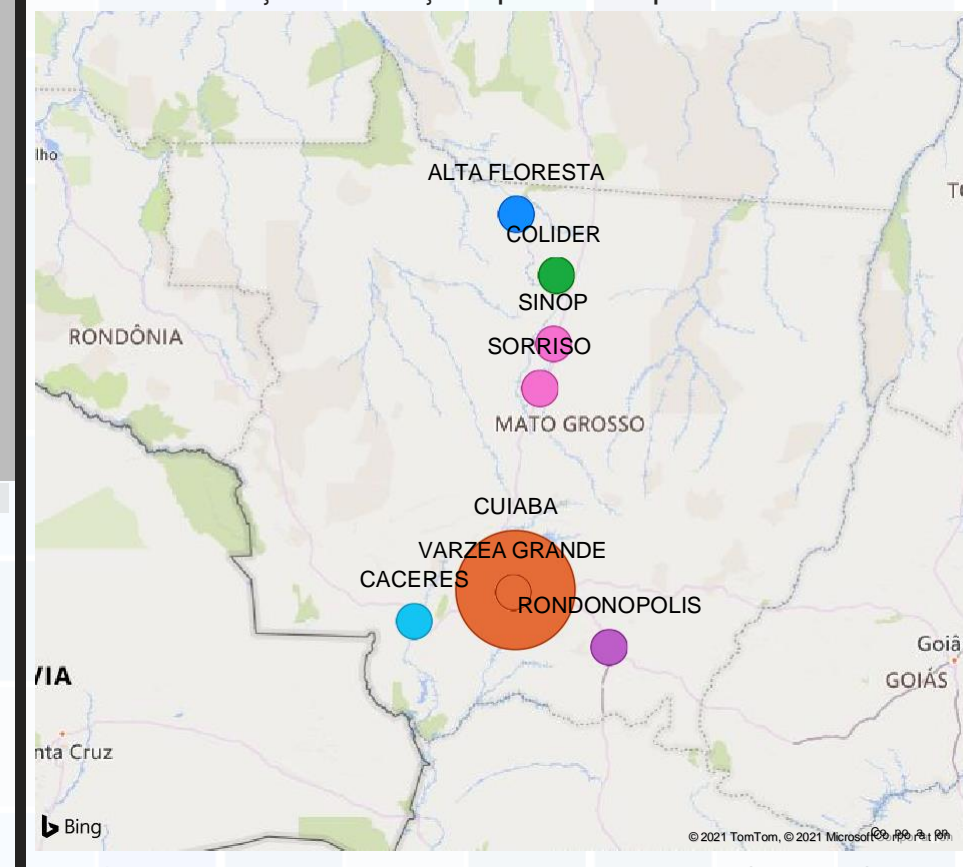 ALTA FLORESTA
COLIDER
SINOP
RONDÔNIA
SORRISO
MATO GROSSO
CUIABA
VARZEA GRANDE
CACERES
RONDONOPOLIS
GOIÁS
Bing
© 2021 TomTom, © 2021 Microsoft Corporation
nta Cruz
VIA
Goiâ
lho